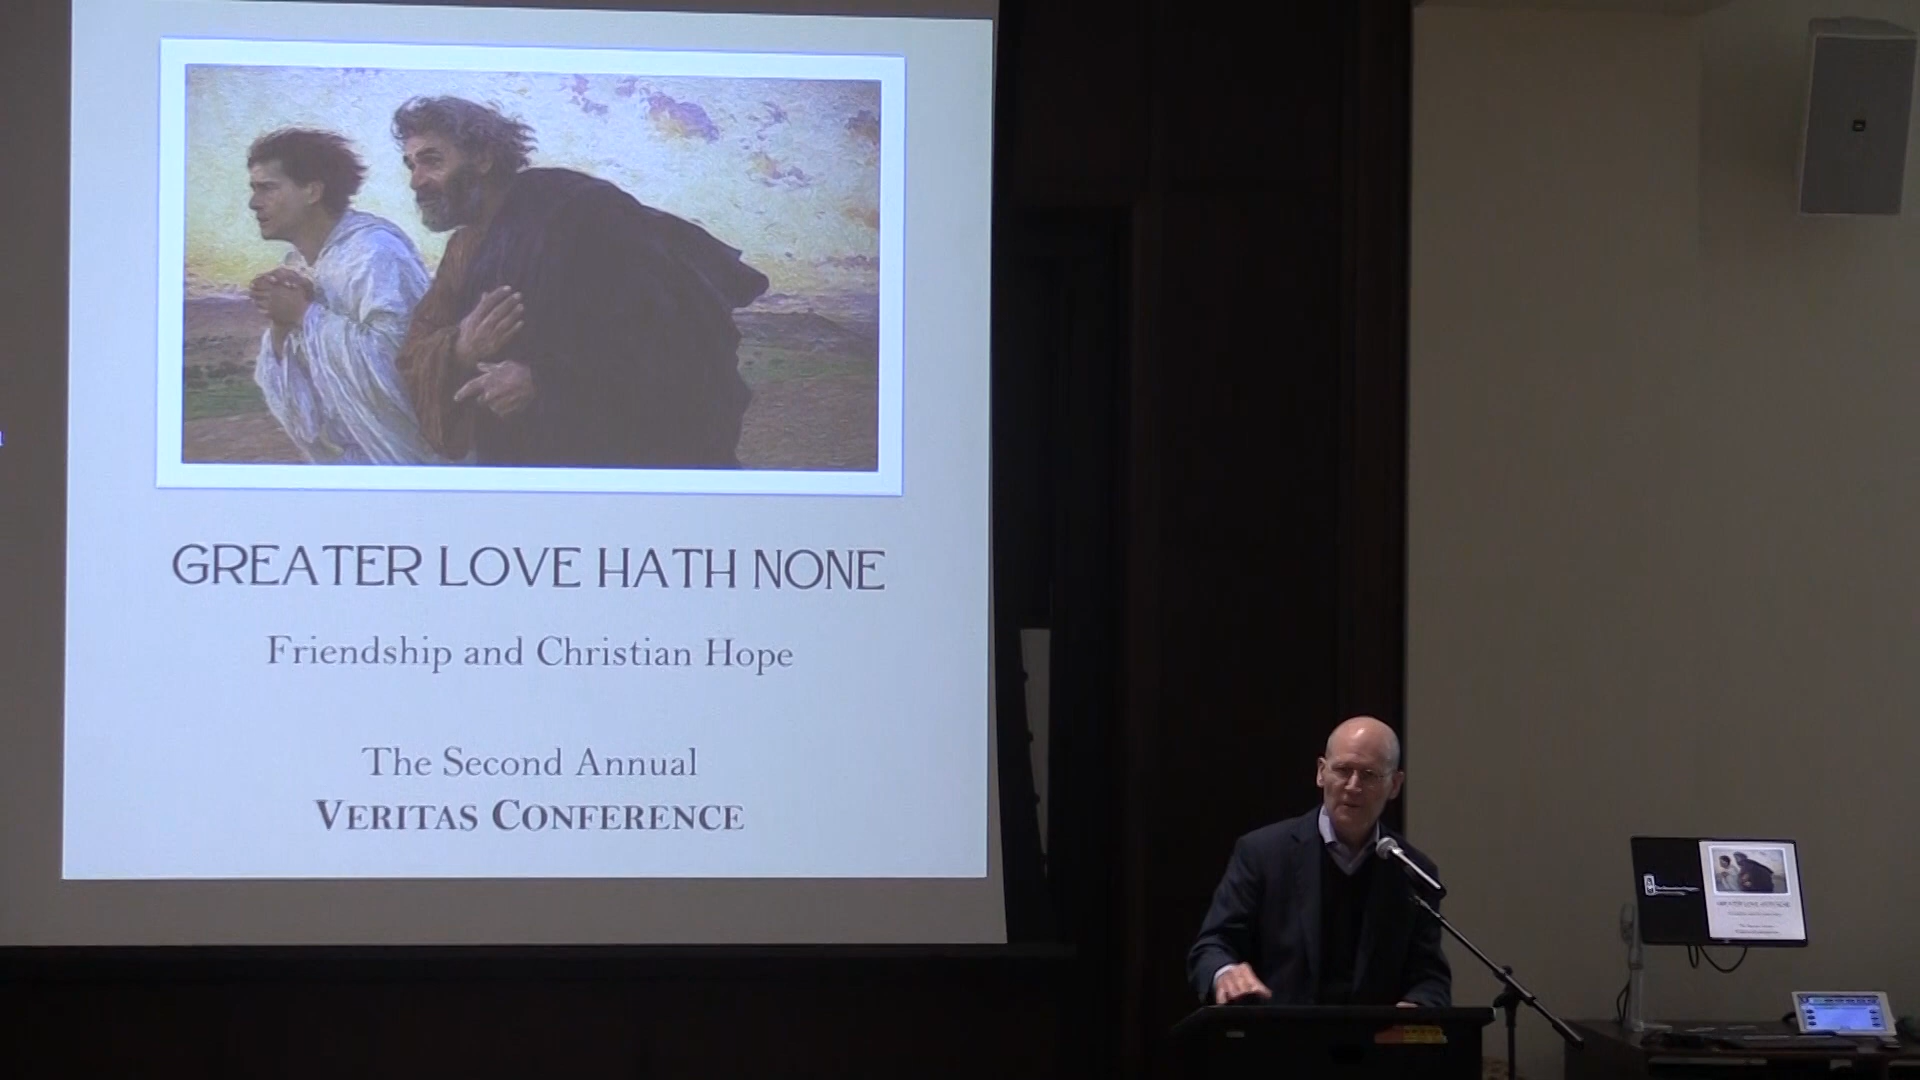 GREATER LOVE HATH NONE
Friendship and Christian Hope
The Second Annual
VERITAS CONFERENCE